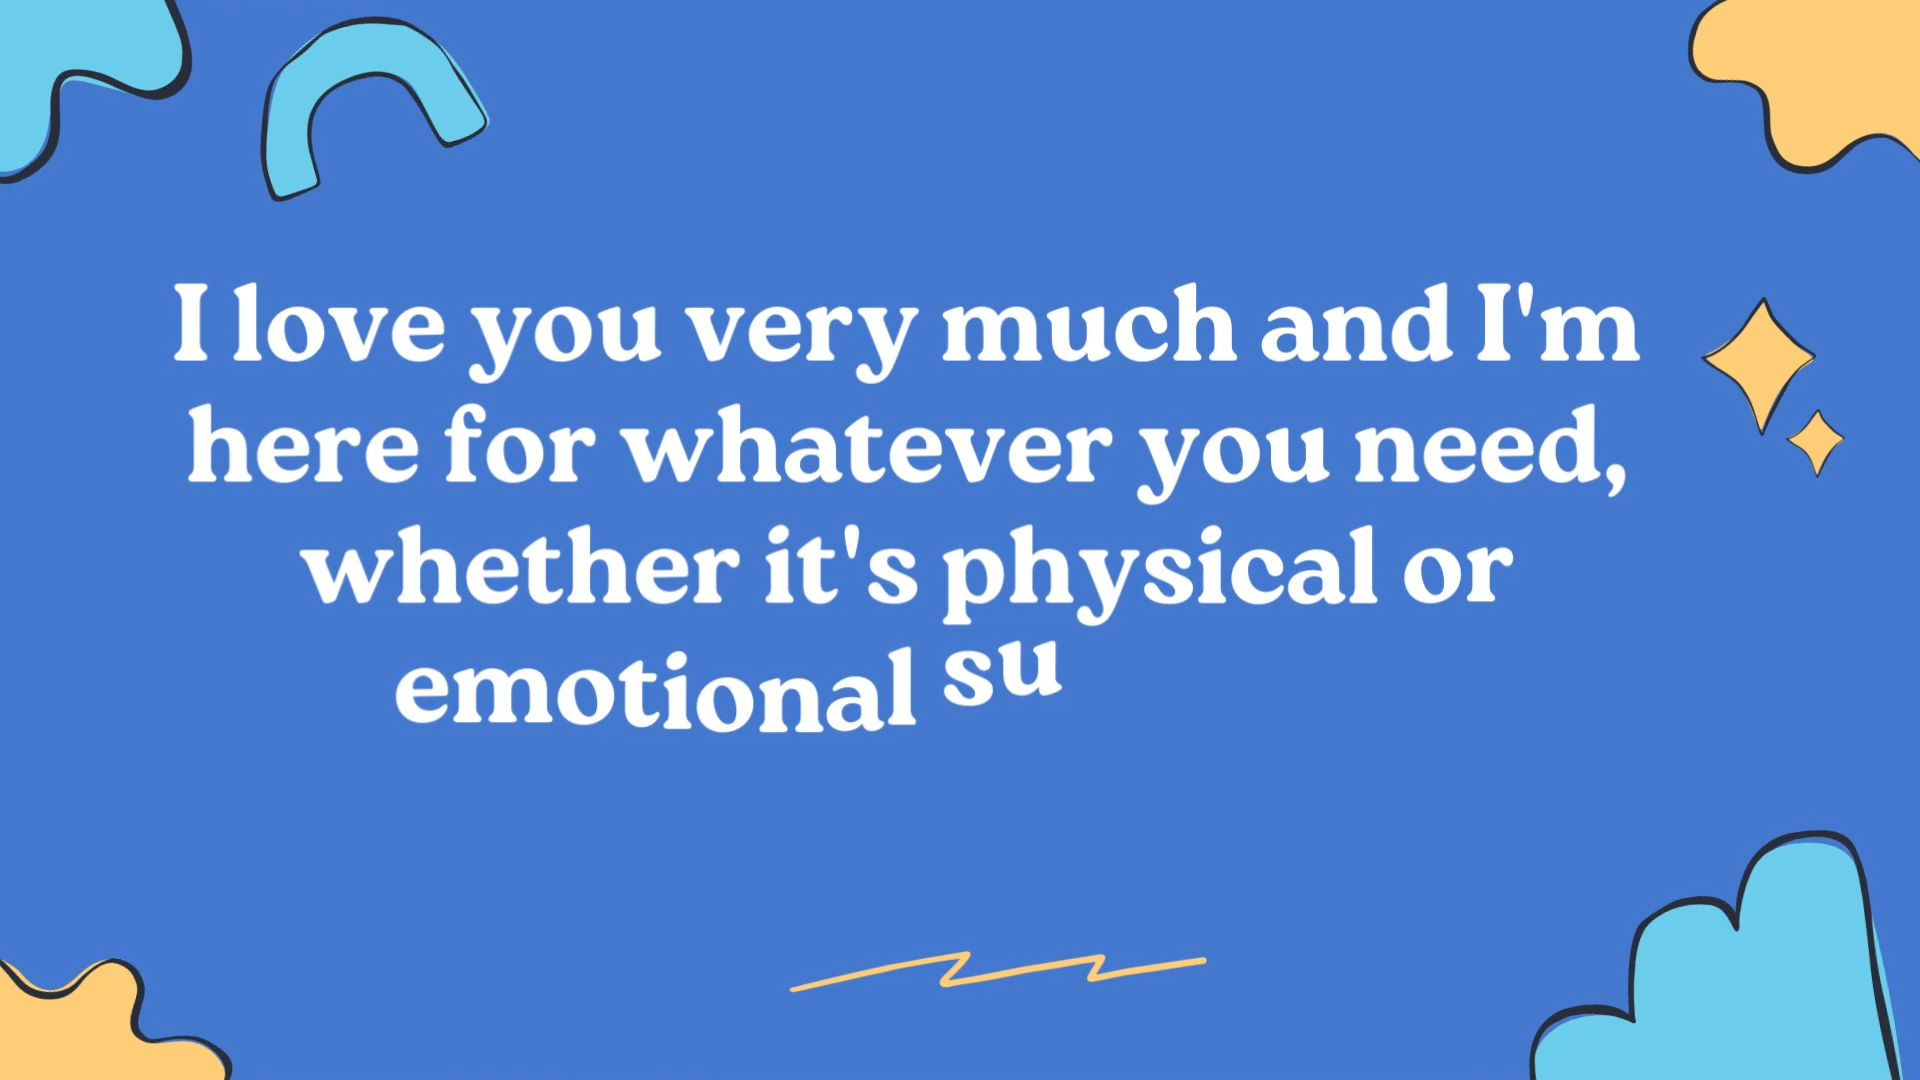 I love you very much and I'm
here for whatever you need,
whether it's physical or
emotional su